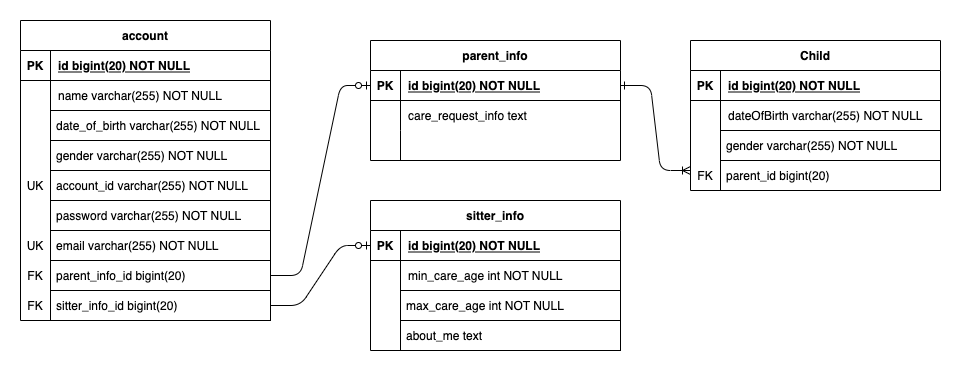 account
PK id bigint(20) NOT NULL
name varchar(255) NOT NULL
date_of_birth varchar(255) NOT NULL
gender varchar(255) NOT NULL
UK account_id varchar(255) NOT NULL
password varchar(255) NOT NULL
UK email varchar(255) NOT NULL
FK parent_info_id bigint(20)
FK sitter_info_id bigint(20)
parent_info
PK id bigint(20) NOT NULL
care_request_info text
sitter_info
PK id bigint(20) NOT NULL
min_care_age int NOT NULL
max_care_age int NOT NULL
about_me text
Child
PK id bigint(20) NOT NULL
dateOfBirth varchar(255) NOT NULL
gender varchar(255) NOT NULL
FK parent_id bigint(20)